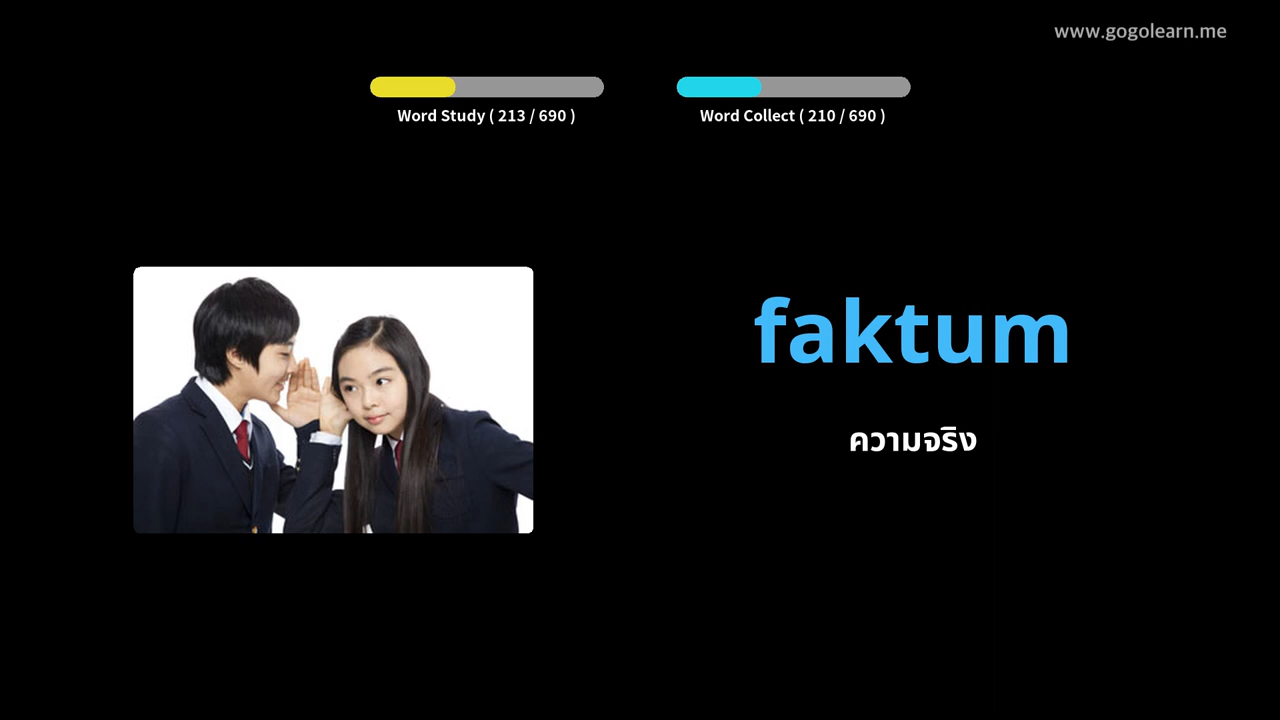 www.gogolearn.me
Word Study ( 213 / 690 )
Word Collect ( 210 / 690 )
faktum
ความจริง